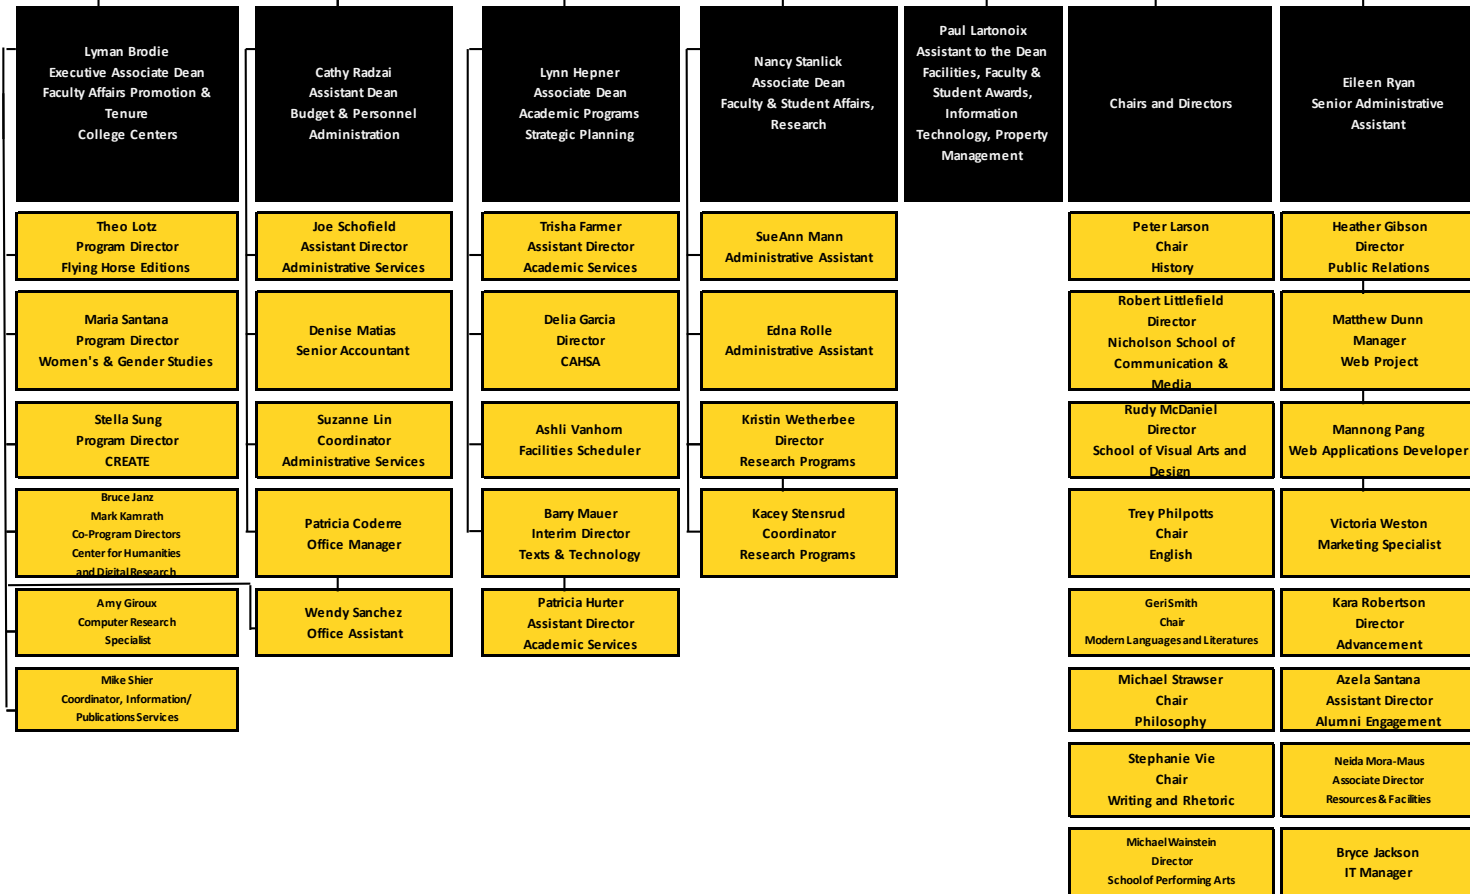 Lyman Brodie
Executive Associate Dean
Faculty Affairs Promotion &
Tenure
College Centers
Cathy Radzai
Assistant Dean
Budget & Personnel
Administration
Lynn Hepner
Associate Dean
Academic Programs
Strategic Planning
Nancy Stanlick
Associate Dean
Faculty & Student Affairs,
Research
Paul Lartonoix
Assistant to the Dean
Facilities, Faculty &
Student Awards,
Information
Technology, Property
Management
Chairs and Directors
Eileen Ryan
Senior Administrative
Assistant
Theo Lotz
Program Director
Flying Horse Editions
Joe Schofield
Assistant Director
Administrative Services
Trisha Farmer
Assistant Director
Academic Services
SueAnn Mann
Administrative Assistant
Peter Larson
Chair
History
Heather Gibson
Director
Public Relations
Maria Santana
Program Director
Women's & Gender Studies
Denise Matias
Senior Accountant
Delia Garcia
Director
CAHSA
Edna Rolle
Administrative Assistant
Robert Littlefield
Director
Nicholson School of
Communication &
Media
Matthew Dunn
Manager
Web Project
Stella Sung
Program Director
CREATE
Suzanne Lin
Coordinator
Administrative Services
Ashli Vanhorn
Facilities Scheduler
Kristin Wetherbee
Director
Research Programs
Rudy McDaniel
Director
School of Visual Arts and
Design
Mannong Pang
Web Applications Developer
Bruce Janz
Mark Kamrath
Co-Program Directors
Center for Humanities
and Digital Research
Patricia Coderre
Office Manager
Barry Mauer
Interim Director
Texts & Technology
Kacey Stensrud
Coordinator
Research Programs
Trey Philpotts
Chair
English
Victoria Weston
Marketing Specialist
Amy Giroux
Computer Research
Specialist
Wendy Sanchez
Office Assistant
Patricia Hurter
Assistant Director
Academic Services
Geri Smith
Chair
Modern Languages and Literatures
Kara Robertson
Director
Advancement
Mike Shier
Coordinator, Information/
Publications Services
Michael Strawser
Chair
Philosophy
Azela Santana
Assistant Director
Alumni Engagement
Stephanie Vie
Chair
Writing and Rhetoric
Neida Mora-Maus
Associate Director
Resources & Facilities
Michael Wainstein
Director
School of Performing Arts
Bryce Jackson
IT Manager